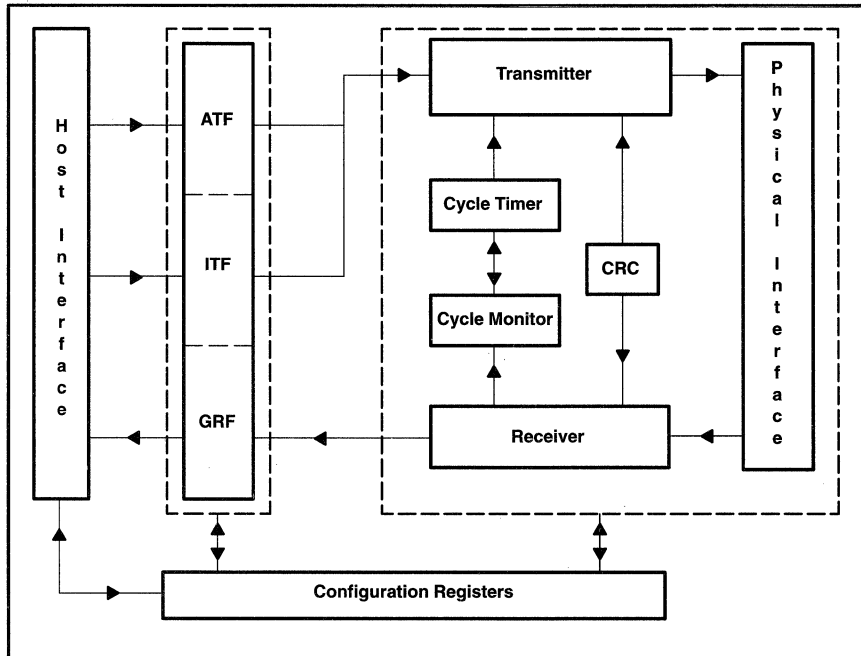 Host Interface
ATF
ITF
GRF
Transmitter
Cycle Timer
CRC
Cycle Monitor
Receiver
Physical Interface
Configuration Registers